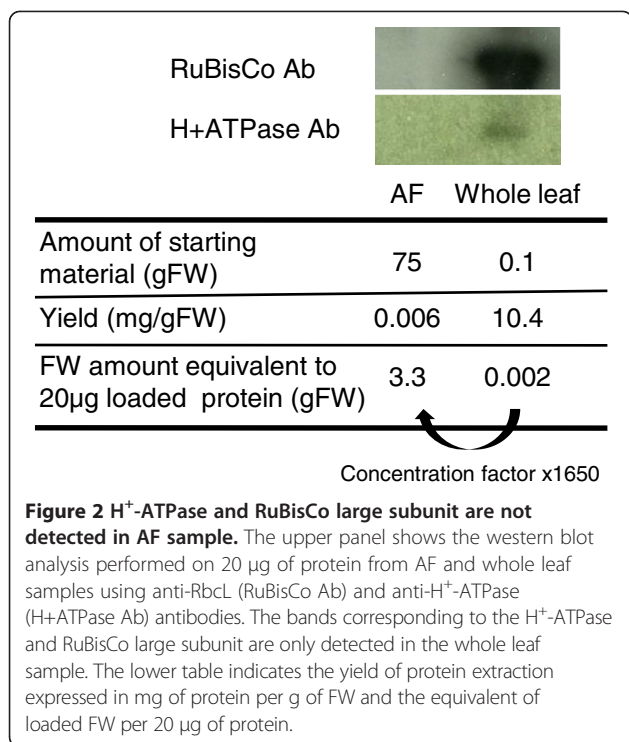 RuBisCo Ab
H+ATPase Ab
AF Whole leaf
Amount of starting
material (gFW) 75 0.1
Yield (mg/gFW) 0.006 10.4
FW amount equivalent to
20µg loaded protein (gFW) 3.3 0.002
Concentration factor x1650
Figure 2 H⁺-ATPase and RuBisCo large subunit are not
detected in AF sample. The upper panel shows the western blot
analysis performed on 20 µg of protein from AF and whole leaf
samples using anti-RbcL (RuBisCo Ab) and anti-H⁺-ATPase
(H+ATPase Ab) antibodies. The bands corresponding to the H⁺-ATPase
and RuBisCo large subunit are only detected in the whole leaf
sample. The lower table indicates the yield of protein extraction
expressed in mg of protein per g of FW and the equivalent of
loaded FW per 20 µg of protein.